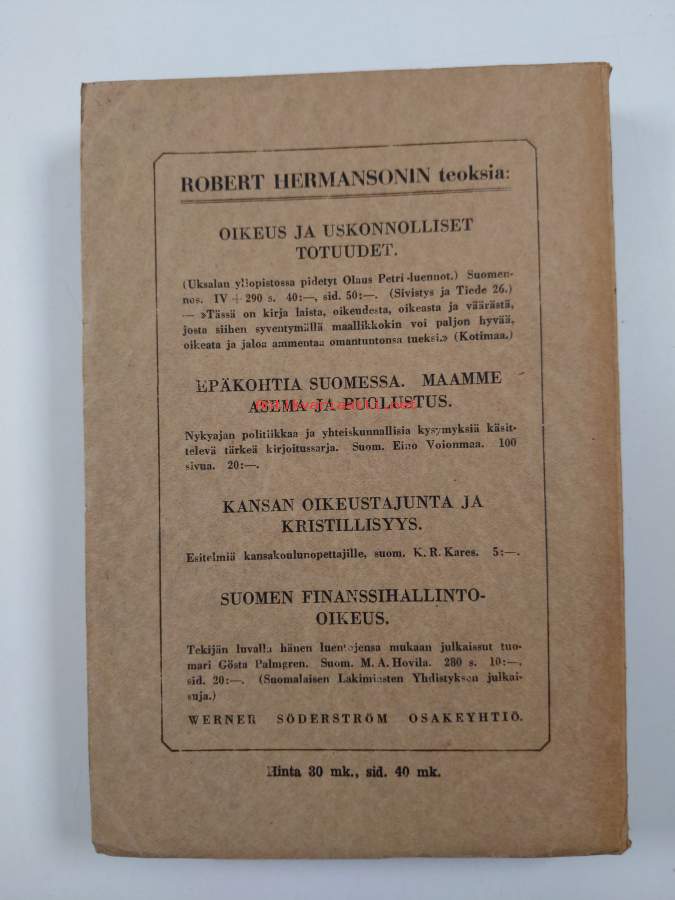 ROBERT HERMANSONIN teoksia:
OIKEUS JA USKONNOLLISET
TOTUUDET.
(Uksalan yliopistossa pidetyt Olaus Petri-luennot.) Suomen-
nos. IV + 290 s. 40:—, sid. 50:—. (Sivistys ja Tiede 26.)
— »Tässä on kirja laista, oikeudesta, oikeasta ja väärästä,
josta siihen syventymällä maallikkokin voi paljon hyvää,
oikeata ja jaloa ammentaa omantuntonsa tueksi.» (Kotimaa.)
EPÄKOHTIA SUOMESSA. MAAMME
ASEMA JA PUOLUSTUS.
Nykyajan politiikkaa ja yhteiskunnallisia kysymyksiä käsit-
televä tärkeä kirjoitussarja. Suom. Eino Voionmaa. 100
sivua. 20:—.
KANSAN OIKEUSTAJUNTA JA
KRISTILLISYYS.
Esitelmiä kansakoulunopettajille, suom. K. R. Kares. 5:—.
SUOMEN FINANSSIHALLINTO-
OIKEUS.
Tekijän luvalla hänen luentojensa mukaan julkaissut tuo-
mari Gösta Palmgren. Suom. M. A. Hovila. 280 s. 10:—,
sid. 20:—. (Suomalaisen Lakimiesten Yhdistyksen julkai-
suja.)
WERNER SÖDERSTRÖM OSAKEYHTIÖ.
Hinta 30 mk., sid. 40 mk.